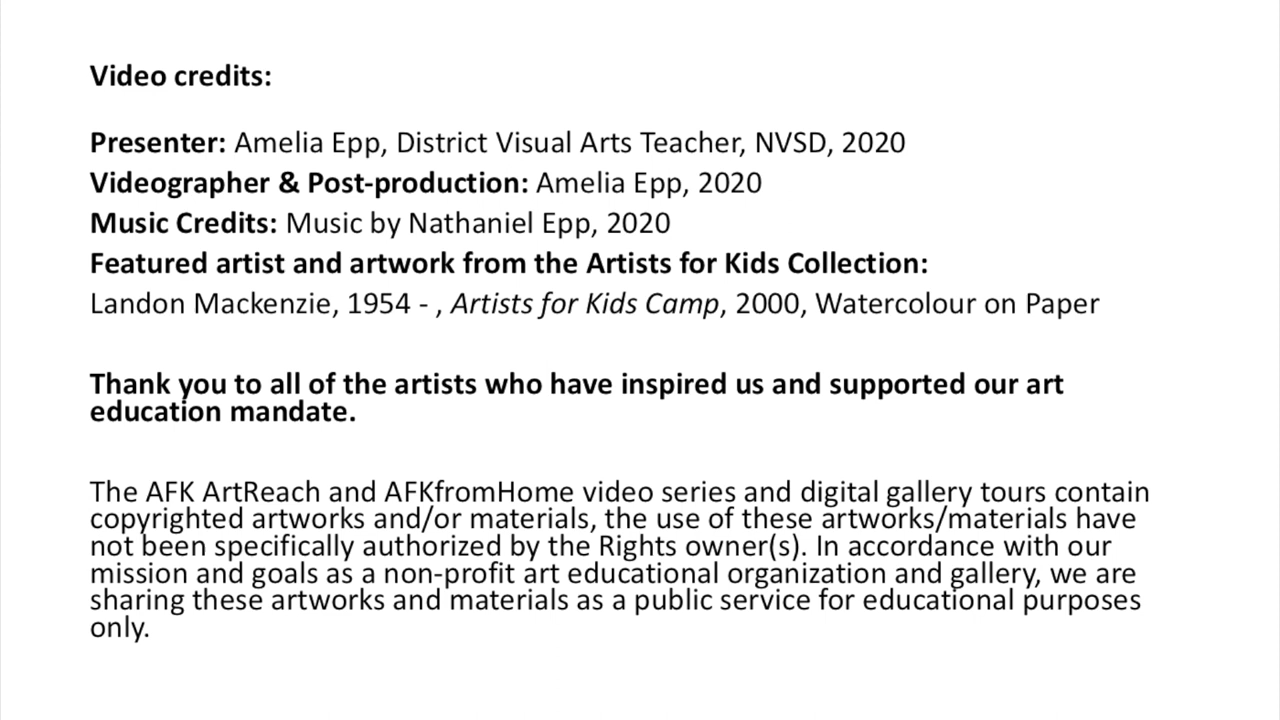 Video credits:
Presenter: Amelia Epp, District Visual Arts Teacher, NVSD, 2020
Videographer & Post-production: Amelia Epp, 2020
Music Credits: Music by Nathaniel Epp, 2020
Featured artist and artwork from the Artists for Kids Collection:
Landon Mackenzie, 1954 - , Artists for Kids Camp, 2000, Watercolour on Paper
Thank you to all of the artists who have inspired us and supported our art
education mandate.
The AFK ArtReach and AFKfromHome video series and digital gallery tours contain
copyrighted artworks and/or materials, the use of these artworks/materials have
not been specifically authorized by the Rights owner(s). In accordance with our
mission and goals as a non-profit art educational organization and gallery, we are
sharing these artworks and materials as a public service for educational purposes
only.